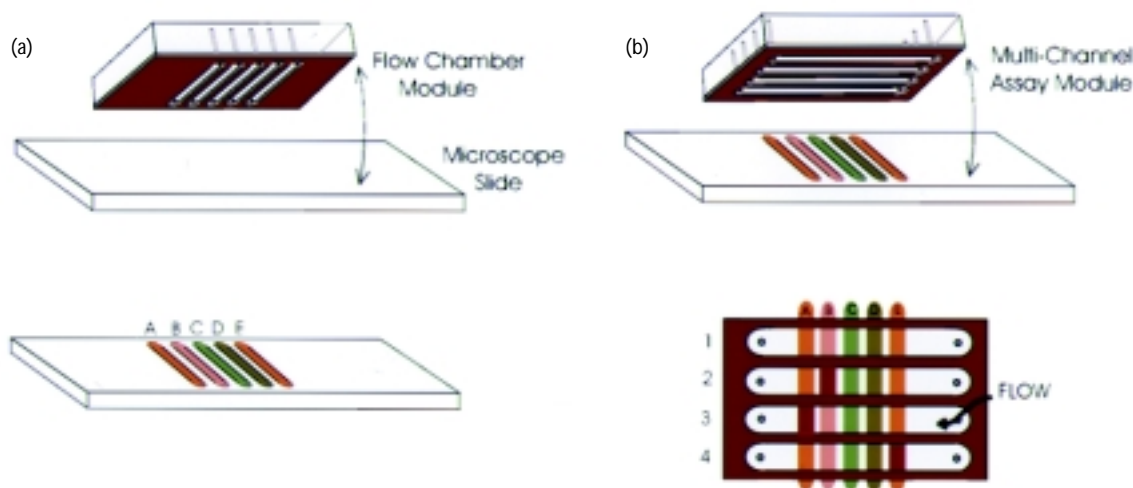 (a)
Flow Chamber
Module
Microscope
Slide
A B C D E
(b)
Multi-Channel
Assay Module
A B C D E
1
2
3
4
FLOW